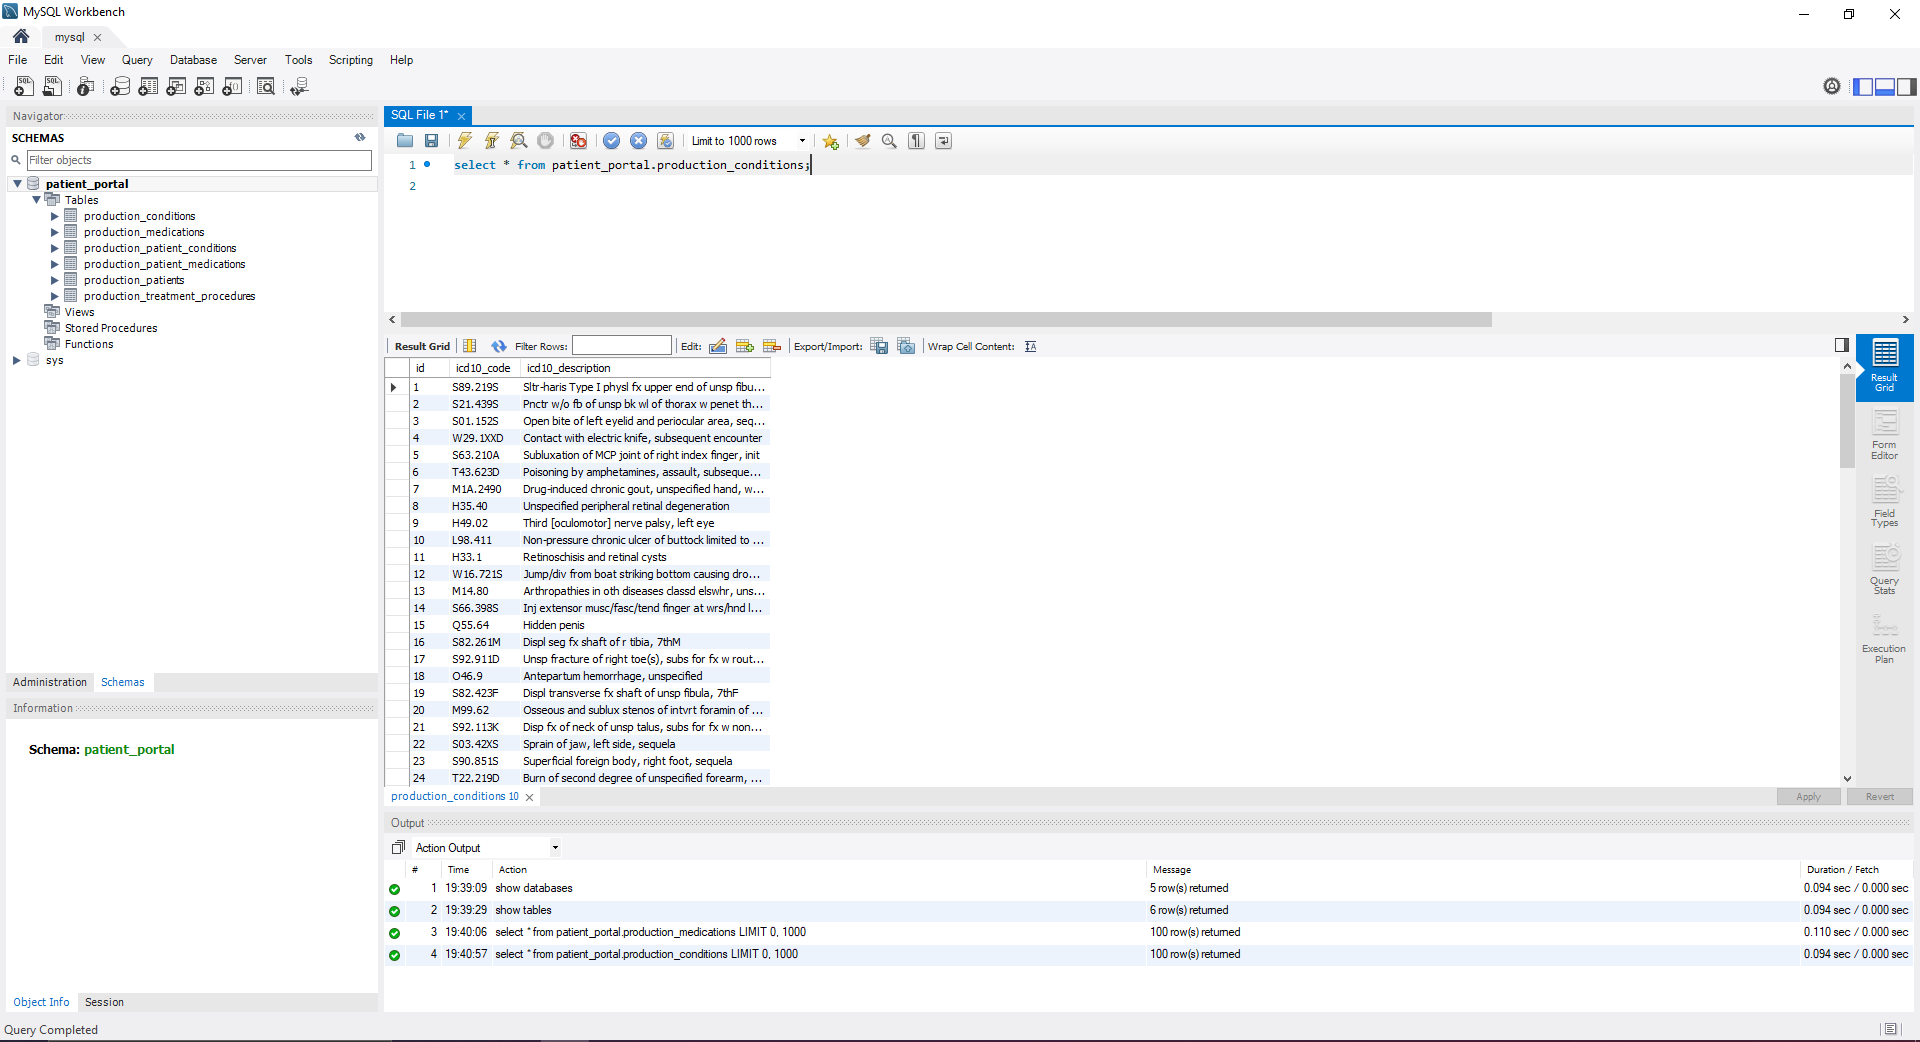 MySQL Workbench
mysql
File Edit View Query Database Server Tools Scripting Help
Navigator
SCHEMAS
Filter objects
patient_portal
Tables
production_conditions
production_medications
production_patient_conditions
production_patient_medications
production_patients
production_treatment_procedures
Views
Stored Procedures
Functions
sys
Administration Schemas
Information
Schema: patient_portal
Object Info Session
SQL File 1*
Limit to 1000 rows
1 select * from patient_portal.production_conditions;
2
Result Grid Filter Rows: Edit: Export/Import: Wrap Cell Content:
id icd10_code icd10_description
1 S89.219S Sltr-haris Type I physl fx upper end of unsp fibu...
2 S21.439S Pnctr w/o fb of unsp bk wl of thorax w penet th...
3 S01.152S Open bite of left eyelid and periocular area, seq...
4 W29.1XXD Contact with electric knife, subsequent encounter
5 S63.210A Subluxation of MCP joint of right index finger, init
6 T43.623D Poisoning by amphetamines, assault, subseque...
7 M1A.2490 Drug-induced chronic gout, unspecified hand, w...
8 H35.40 Unspecified peripheral retinal degeneration
9 H49.02 Third [oculomotor] nerve palsy, left eye
10 L98.411 Non-pressure chronic ulcer of buttock limited to ...
11 H33.1 Retinoschisis and retinal cysts
12 W16.721S Jump/div from boat striking bottom causing dro...
13 M14.80 Arthropathies in oth diseases classd elswhr, uns...
14 S66.398S Inj extensor musc/fasc/tend finger at wrs/hnd l...
15 Q55.64 Hidden penis
16 S82.261M Displ seg fx shaft of r tibia, 7thM
17 S92.911D Unsp fracture of right toe(s), subs for fx w rout...
18 O46.9 Antepartum hemorrhage, unspecified
19 S82.423F Displ transverse fx shaft of unsp fibula, 7thF
20 M99.62 Osseous and sublux stenos of intvrt foramin of ...
21 S92.113K Disp fx of neck of unsp talus, subs for fx w non...
22 S03.42XS Sprain of jaw, left side, sequela
23 S90.851S Superficial foreign body, right foot, sequela
24 T22.219D Burn of second degree of unspecified forearm, ...
Result Grid
Form Editor
Field Types
Query Stats
Execution Plan
production_conditions 10
Apply Revert
Output
Action Output
# Time Action Message Duration / Fetch
1 19:39:09 show databases 5 row(s) returned 0.094 sec / 0.000 sec
2 19:39:29 show tables 6 row(s) returned 0.094 sec / 0.000 sec
3 19:40:06 select * from patient_portal.production_medications LIMIT 0, 1000 100 row(s) returned 0.110 sec / 0.000 sec
4 19:40:57 select * from patient_portal.production_conditions LIMIT 0, 1000 100 row(s) returned 0.094 sec / 0.000 sec
Query Completed